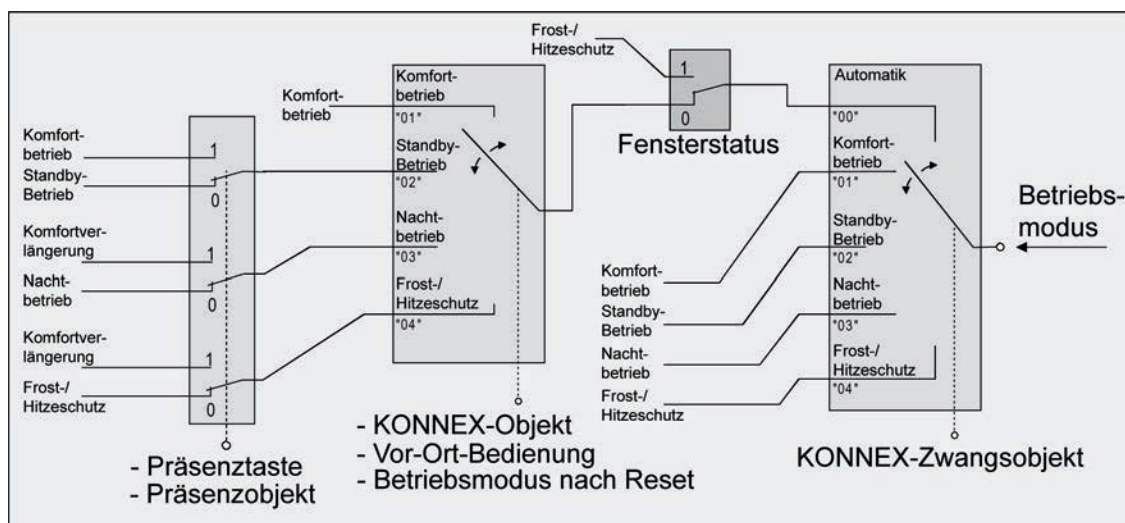 Komfort-
betrieb
Standby-
Betrieb
Komfortver-
längerung
Nacht-
betrieb
Komfortver-
längerung
Frost-/
Hitzeschutz
1
0
1
0
1
0
- Präsenztaste
- Präsenzobjekt
Komfort-
betrieb
Komfort-
betrieb
"01"
Standby-
Betrieb
"02"
Nacht-
betrieb
"03"
Frost-/
Hitzeschutz
"04"
- KONNEX-Objekt
- Vor-Ort-Bedienung
- Betriebsmodus nach Reset
Frost-/
Hitzeschutz
1
0
Fensterstatus
Komfort-
betrieb
Standby-
Betrieb
Nacht-
betrieb
Frost-/
Hitzeschutz
Automatik
"00"
Komfort-
betrieb
"01"
Standby-
Betrieb
"02"
Nacht-
betrieb
"03"
Frost-/
Hitzeschutz
"04"
KONNEX-Zwangsobjekt
Betriebs-
modus